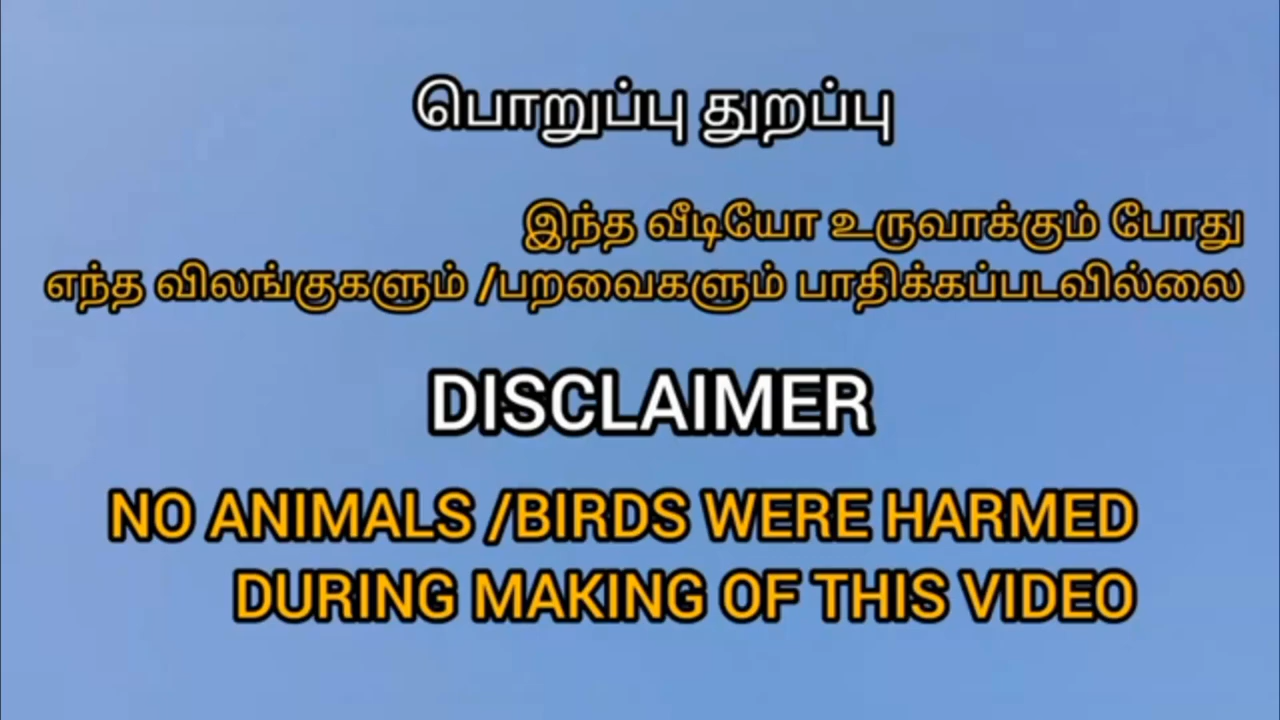 பொறுப்பு துறப்பு
இந்த வீடியோ உருவாக்கும் போது
எந்த விலங்குகளும் /பறவைகளும் பாதிக்கப்படவில்லை
DISCLAIMER
NO ANIMALS /BIRDS WERE HARMED
DURING MAKING OF THIS VIDEO